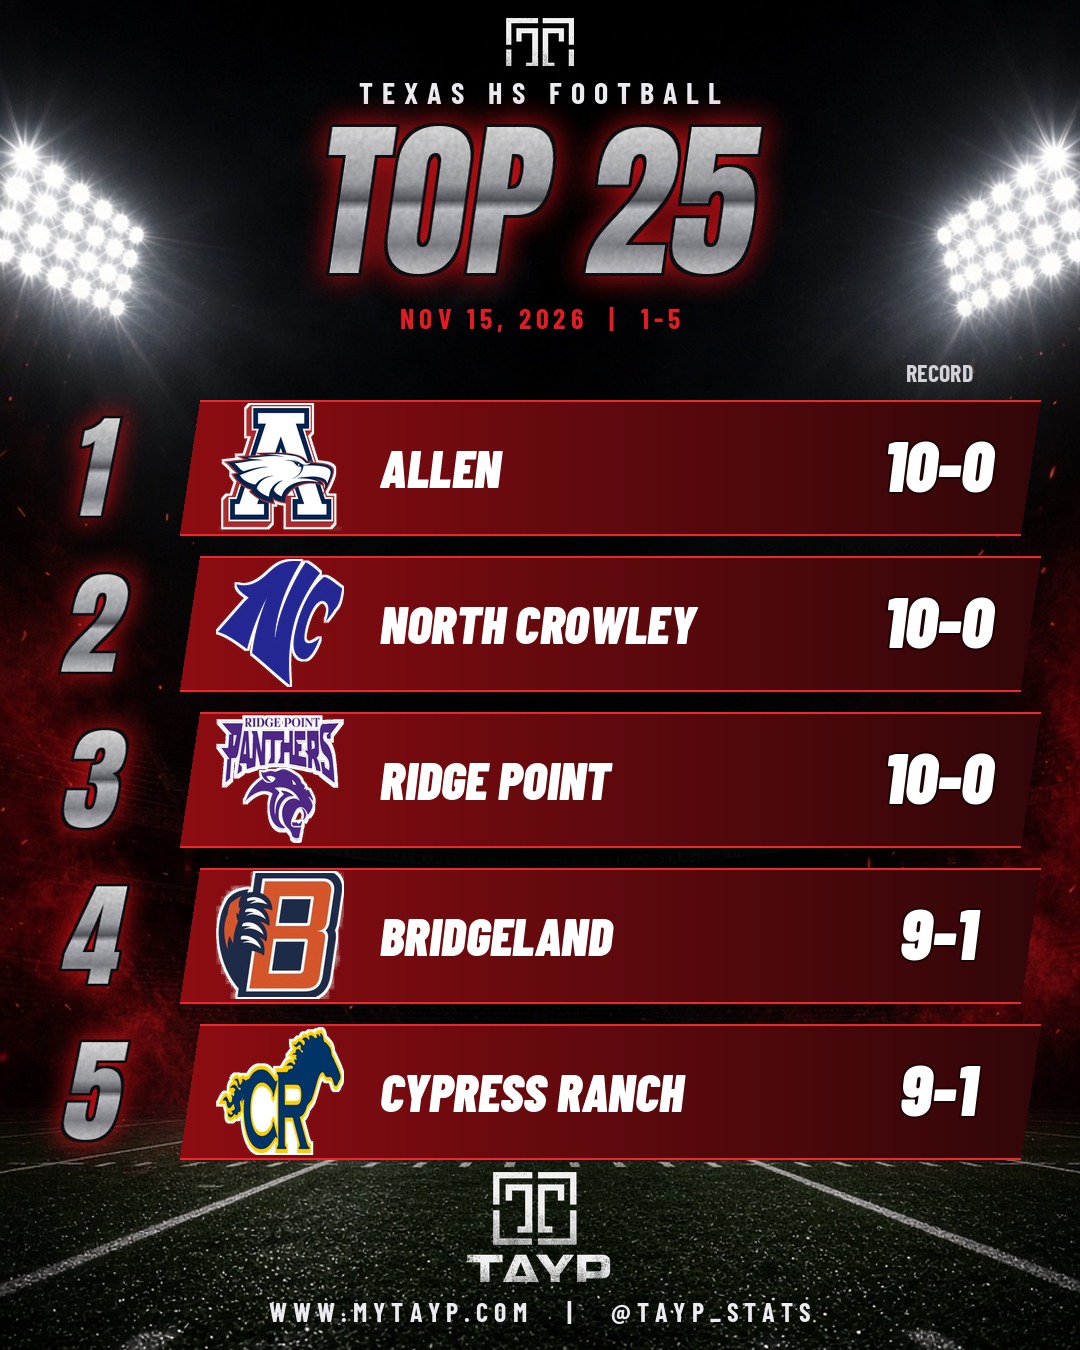 TEXAS HS FOOTBALL
TOP 25
NOV 15, 2026 | 1-5
RECORD
1 A ALLEN 10-0
2 NC NORTH CROWLEY 10-0
RIDGE POINT
PANTHERS
3 RIDGE POINT 10-0
4 B BRIDGELAND 9-1
5 CR CYPRESS RANCH 9-1
TAYP
WWW.MYTAYP.COM | @TAYP_STATS